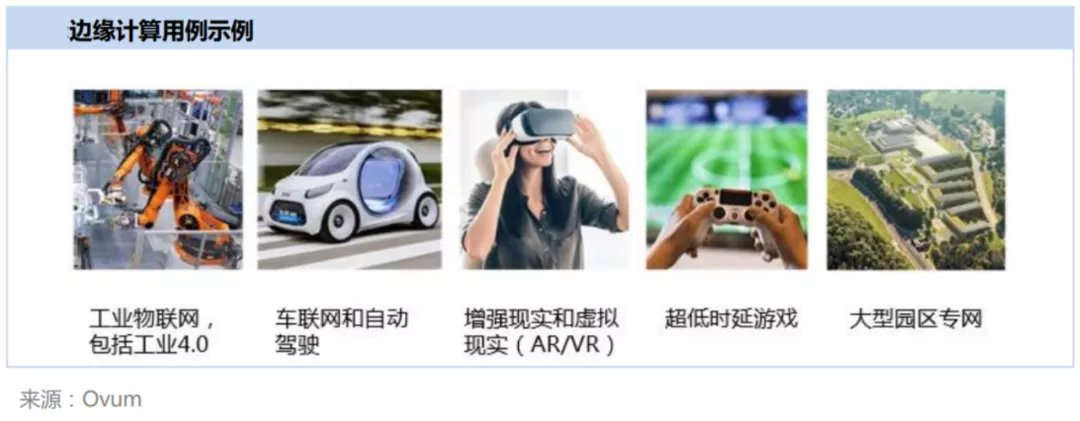 边缘计算用例示例
工业物联网，
包括工业4.0
车联网和自动
驾驶
增强现实和虚拟
现实（AR/VR）
超低时延游戏
大型园区专网
来源：Ovum